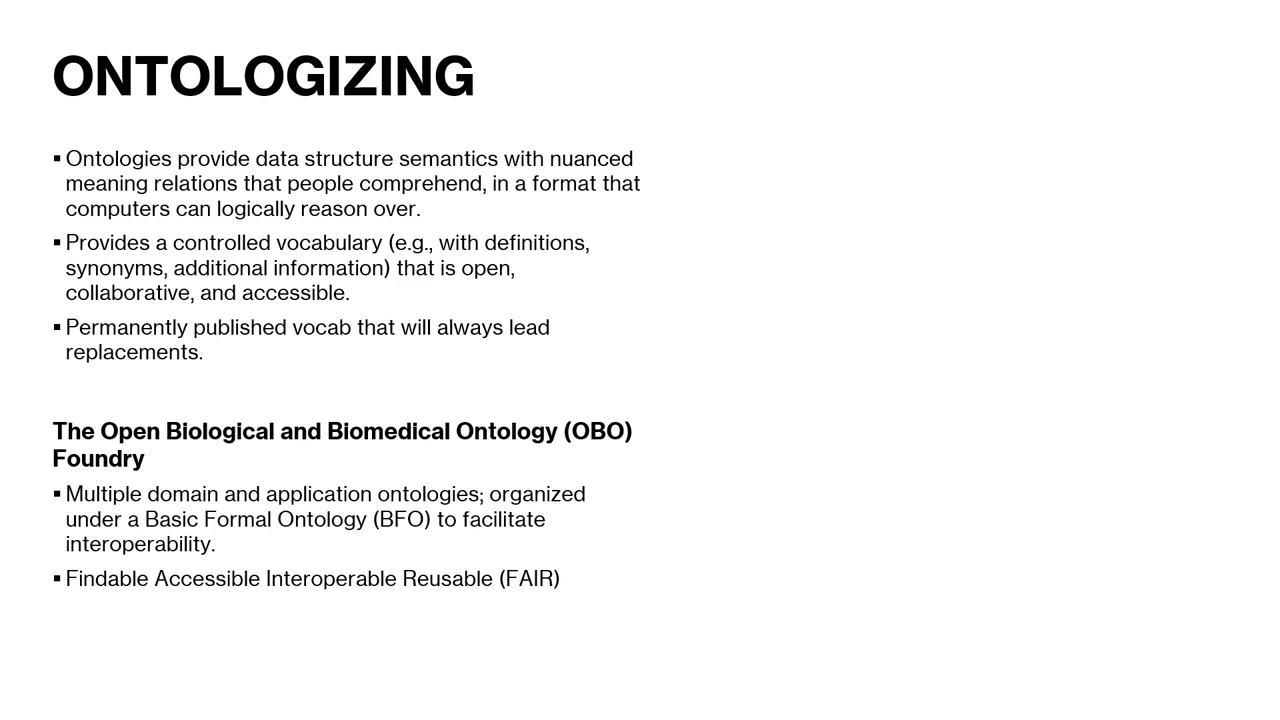 ONTOLOGIZING
▪ Ontologies provide data structure semantics with nuanced
meaning relations that people comprehend, in a format that
computers can logically reason over.
▪ Provides a controlled vocabulary (e.g., with definitions,
synonyms, additional information) that is open,
collaborative, and accessible.
▪ Permanently published vocab that will always lead
replacements.
The Open Biological and Biomedical Ontology (OBO)
Foundry
▪ Multiple domain and application ontologies; organized
under a Basic Formal Ontology (BFO) to facilitate
interoperability.
▪ Findable Accessible Interoperable Reusable (FAIR)